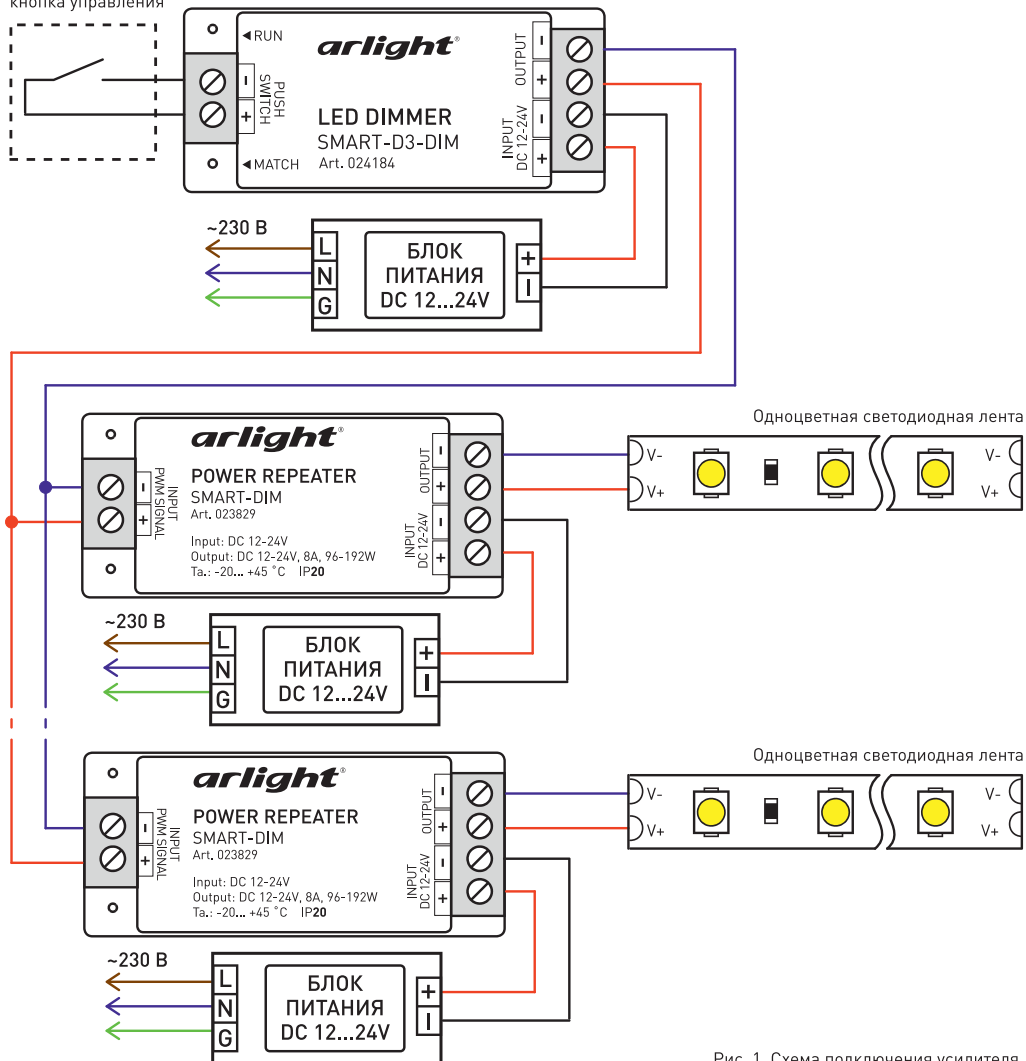 кнопка управления
RUN
arlight
PUSH
SWITCH
-
+
LED DIMMER
SMART-D3-DIM
Art. 024184
MATCH
OUTPUT
-
+
INPUT
DC 12-24V
-
+
~230 В
L
N
G
БЛОК
ПИТАНИЯ
DC 12...24V
+
-
Одноцветная светодиодная лента
arlight
POWER REPEATER
SMART-DIM
Art. 023829
Input: DC 12-24V
Output: DC 12-24V, 8A, 96-192W
Ta.: -20... +45 °C IP20
INPUT
PWM SIGNAL
-
+
OUTPUT
-
+
INPUT
DC 12-24V
-
+
V-
V+
V-
V+
~230 В
L
N
G
БЛОК
ПИТАНИЯ
DC 12...24V
+
-
Одноцветная светодиодная лента
arlight
POWER REPEATER
SMART-DIM
Art. 023829
Input: DC 12-24V
Output: DC 12-24V, 8A, 96-192W
Ta.: -20... +45 °C IP20
INPUT
PWM SIGNAL
-
+
OUTPUT
-
+
INPUT
DC 12-24V
-
+
V-
V+
V-
V+
~230 В
L
N
G
БЛОК
ПИТАНИЯ
DC 12...24V
+
-
Рис. 1. Схема подключения усилителя